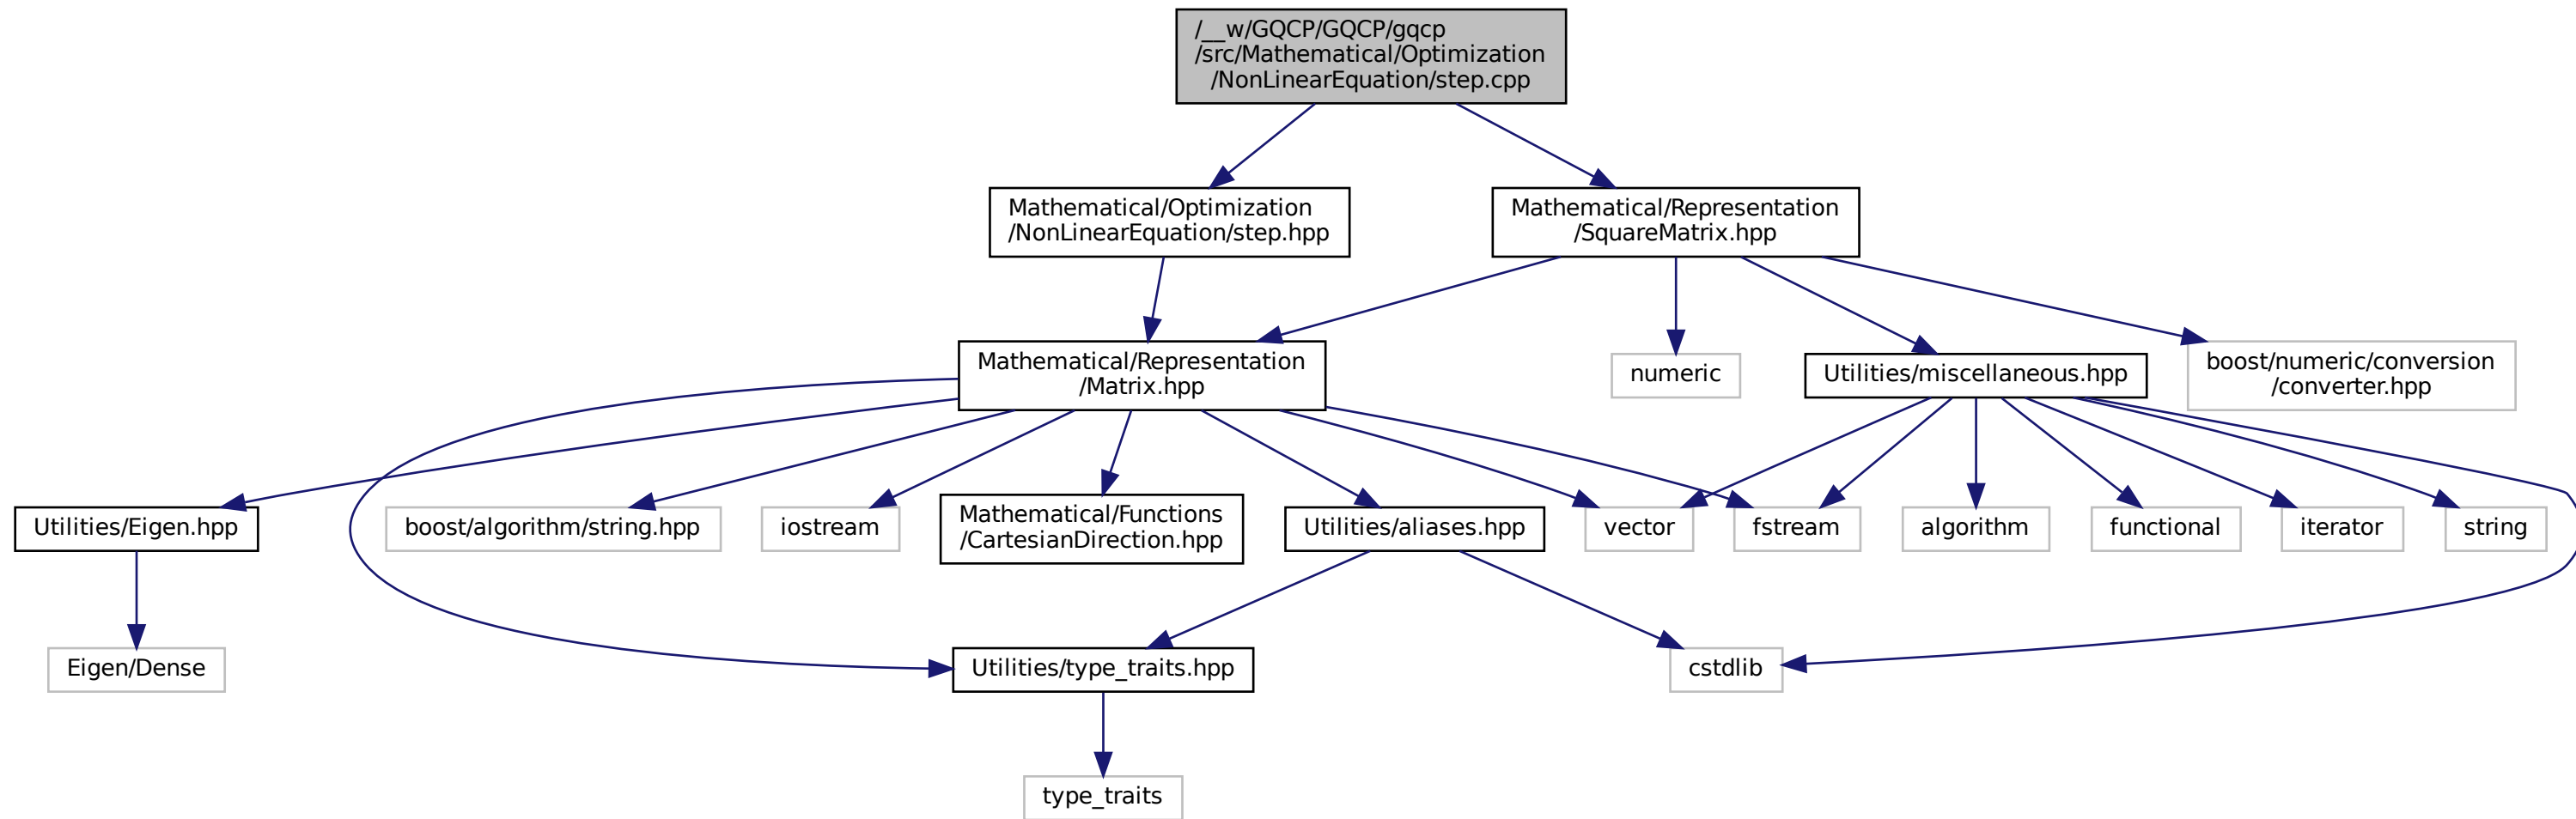 /__w/GQCP/GQCP/gqcp
/src/Mathematical/Optimization
/NonLinearEquation/step.cpp
Mathematical/Optimization
/NonLinearEquation/step.hpp
Mathematical/Representation
/SquareMatrix.hpp
Mathematical/Representation
/Matrix.hpp
numeric
Utilities/miscellaneous.hpp
boost/numeric/conversion
/converter.hpp
Utilities/Eigen.hpp
boost/algorithm/string.hpp
iostream
Mathematical/Functions
/CartesianDirection.hpp
Utilities/aliases.hpp
vector
fstream
algorithm
functional
iterator
string
Eigen/Dense
Utilities/type_traits.hpp
cstdlib
type_traits